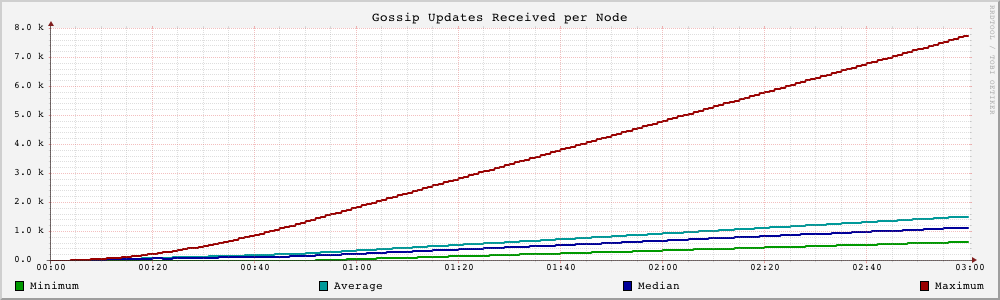 Gossip Updates Received per Node
RRDTOOL / TOBI OETIKER
8.0 k
7.0 k
6.0 k
5.0 k
4.0 k
3.0 k
2.0 k
1.0 k
0.0
00:00 00:20 00:40 01:00 01:20 01:40 02:00 02:20 02:40 03:00
Minimum Average Median Maximum